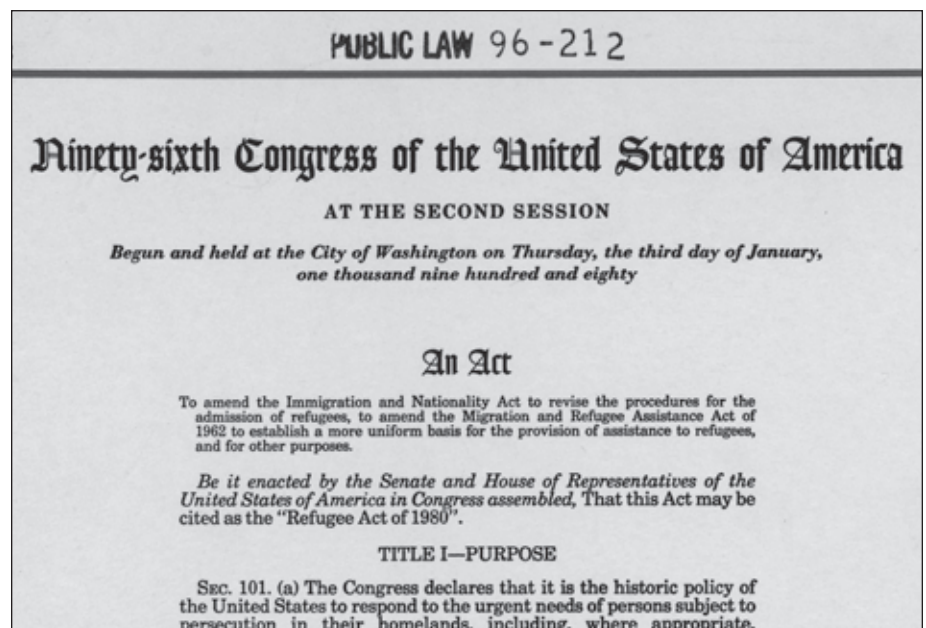 PUBLIC LAW 96-212
Ninety-sixth Congress of the United States of America
AT THE SECOND SESSION
Begun and held at the City of Washington on Thursday, the third day of January,
one thousand nine hundred and eighty
An Act
To amend the Immigration and Nationality Act to revise the procedures for the
admission of refugees, to amend the Migration and Refugee Assistance Act of
1962 to establish a more uniform basis for the provision of assistance to refugees,
and for other purposes.
Be it enacted by the Senate and House of Representatives of the
United States of America in Congress assembled, That this Act may be
cited as the "Refugee Act of 1980".
TITLE I—PURPOSE
SEC. 101. (a) The Congress declares that it is the historic policy of
the United States to respond to the urgent needs of persons subject to
persecution in their homelands, including, where appropriate,